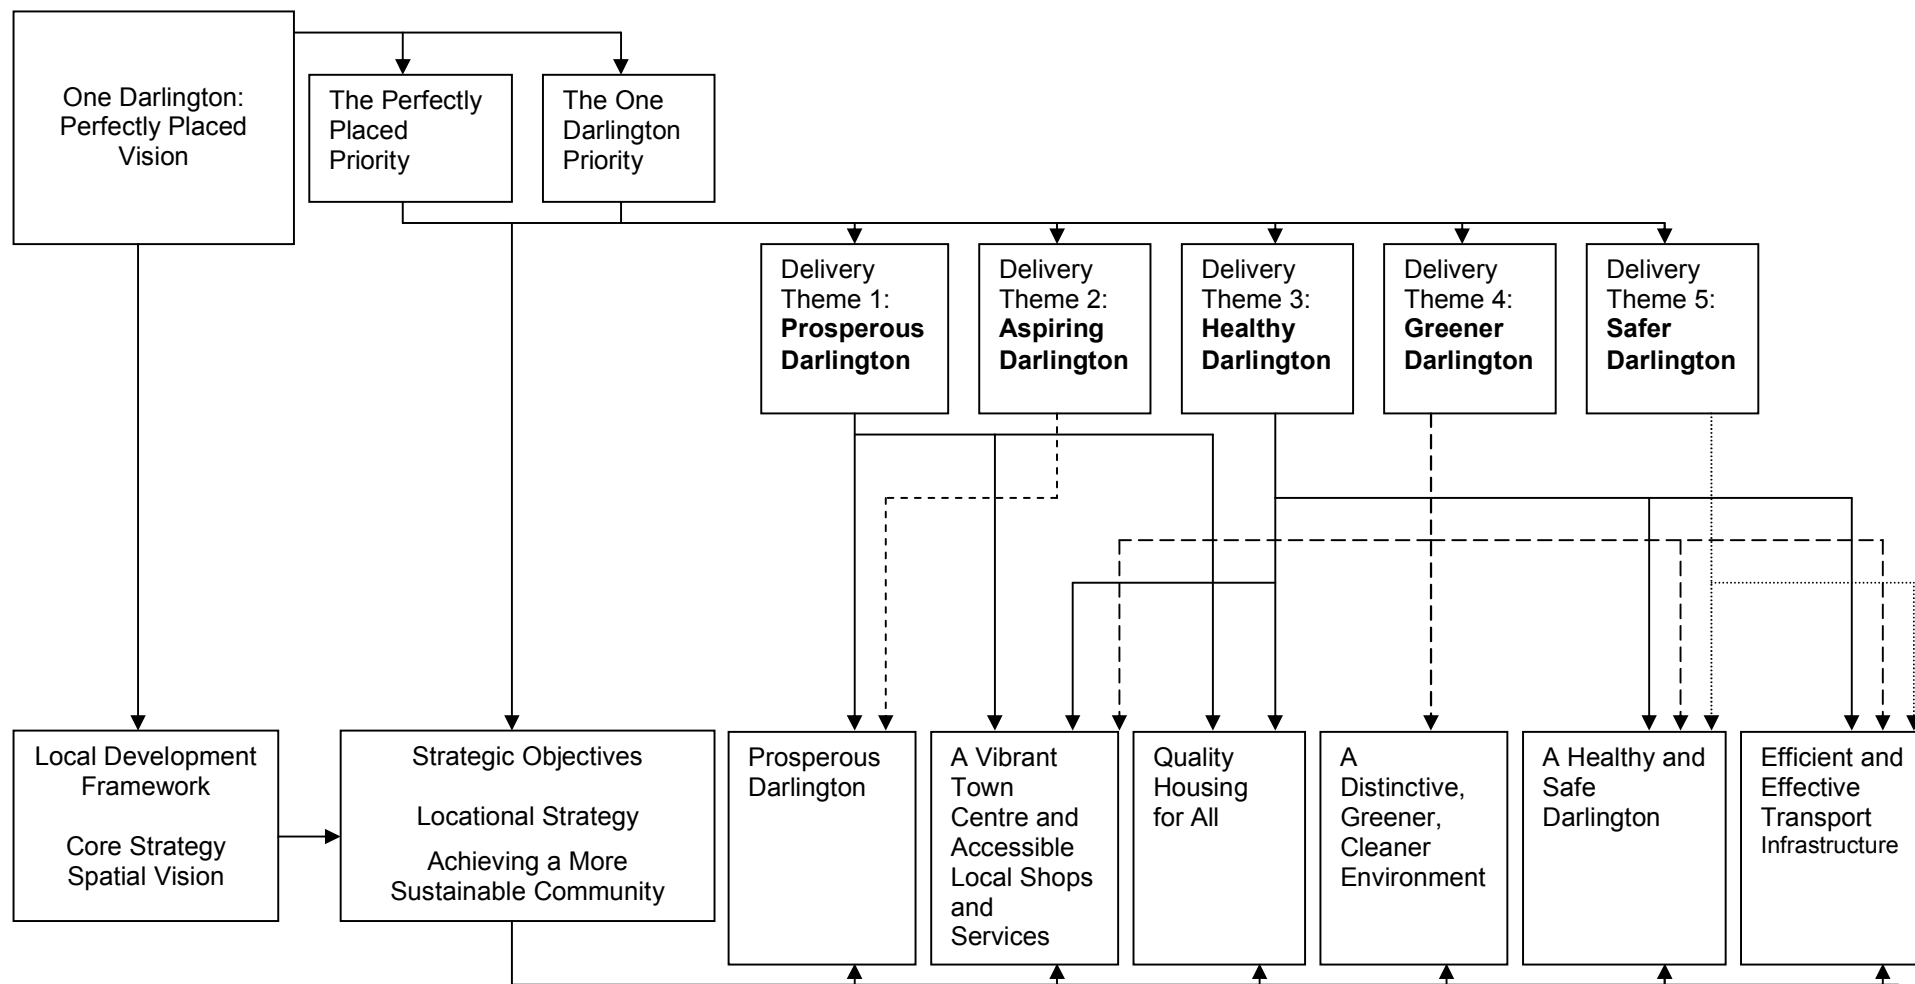 One Darlington:
Perfectly Placed
Vision
The Perfectly
Placed
Priority
The One
Darlington
Priority
Delivery
Theme 1:
Prosperous
Darlington
Delivery
Theme 2:
Aspiring
Darlington
Delivery
Theme 3:
Healthy
Darlington
Delivery
Theme 4:
Greener
Darlington
Delivery
Theme 5:
Safer
Darlington
Local Development
Framework
Core Strategy
Spatial Vision
Strategic Objectives
Locational Strategy
Achieving a More
Sustainable Community
Prosperous
Darlington
A Vibrant
Town
Centre and
Accessible
Local Shops
and
Services
Quality
Housing
for All
A
Distinctive,
Greener,
Cleaner
Environment
A Healthy and
Safe
Darlington
Efficient and
Effective
Transport
Infrastructure